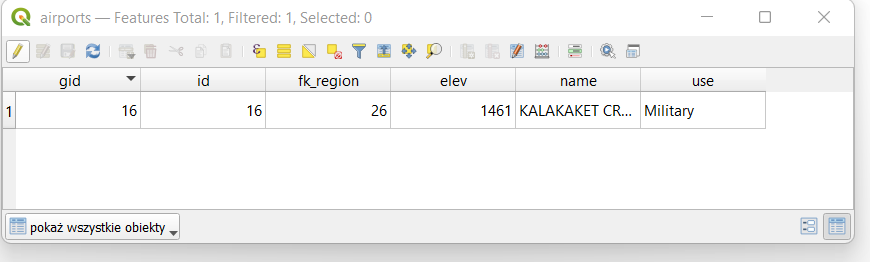 airports — Features Total: 1, Filtered: 1, Selected: 0
gid id fk_region elev name use
1 16 16 26 1461 KALAKAKET CR... Military
pokaż wszystkie obiekty